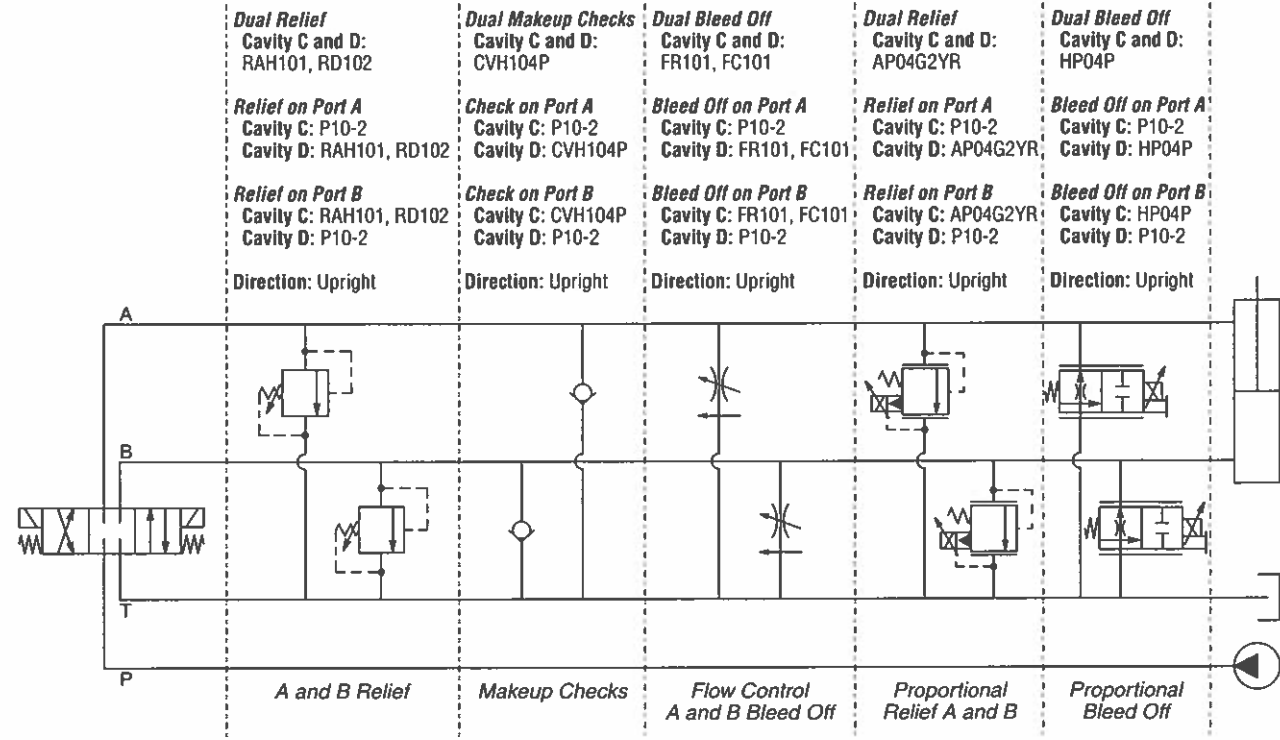 Dual Relief
Cavity C and D:
RAH101, RD102
Relief on Port A
Cavity C: P10-2
Cavity D: RAH101, RD102
Relief on Port B
Cavity C: RAH101, RD102
Cavity D: P10-2
Direction: Upright
Dual Makeup Checks
Cavity C and D:
CVH104P
Check on Port A
Cavity C: P10-2
Cavity D: CVH104P
Check on Port B
Cavity C: CVH104P
Cavity D: P10-2
Direction: Upright
Dual Bleed Off
Cavity C and D:
FR101, FC101
Bleed Off on Port A
Cavity C: P10-2
Cavity D: FR101, FC101
Bleed Off on Port B
Cavity C: FR101, FC101
Cavity D: P10-2
Direction: Upright
Dual Relief
Cavity C and D:
AP04G2YR
Relief on Port A
Cavity C: P10-2
Cavity D: AP04G2YR
Relief on Port B
Cavity C: AP04G2YR
Cavity D: P10-2
Direction: Upright
Dual Bleed Off
Cavity C and D:
HP04P
Bleed Off on Port A
Cavity C: P10-2
Cavity D: HP04P
Bleed Off on Port B
Cavity C: HP04P
Cavity D: P10-2
Direction: Upright
A
B
T
P
A and B Relief
Makeup Checks
Flow Control
A and B Bleed Off
Proportional
Relief A and B
Proportional
Bleed Off